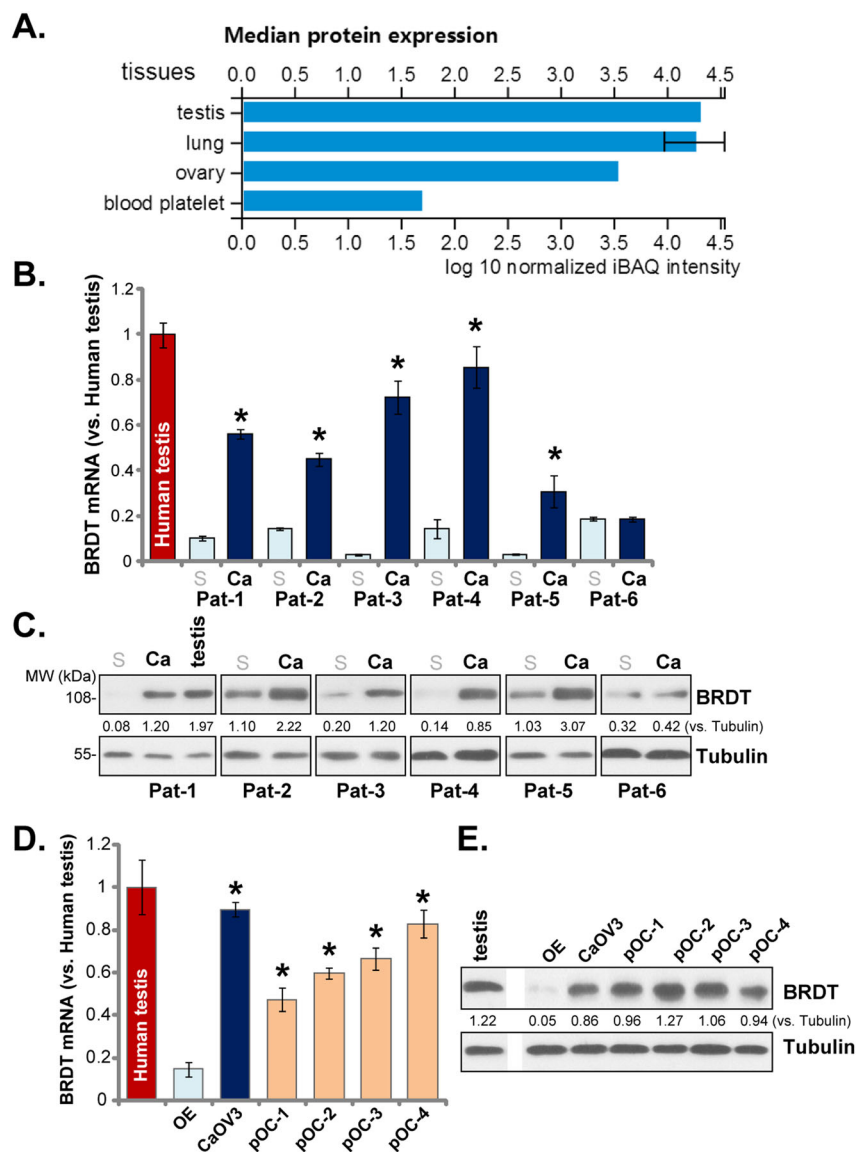 A.
Median protein expression
tissues 0.0 0.5 1.0 1.5 2.0 2.5 3.0 3.5 4.0 4.5
testis
lung
ovary
blood platelet
0.0 0.5 1.0 1.5 2.0 2.5 3.0 3.5 4.0 4.5
log 10 normalized iBAQ intensity
B.
BRDT mRNA (vs. Human testis)
1.2
1
0.8
0.6
0.4
0.2
0
Human testis
* * * * *
S Ca S Ca S Ca S Ca S Ca S Ca
Pat-1 Pat-2 Pat-3 Pat-4 Pat-5 Pat-6
C.
S Ca testis S Ca S Ca S Ca S Ca S Ca
MW (kDa)
108- BRDT
0.08 1.20 1.97 1.10 2.22 0.20 1.20 0.14 0.85 1.03 3.07 0.32 0.42 (vs. Tubulin)
55- Tubulin
Pat-1 Pat-2 Pat-3 Pat-4 Pat-5 Pat-6
D.
BRDT mRNA (vs. Human testis)
1.2
1
0.8
0.6
0.4
0.2
0
Human testis
* * * * *
OE CaOV3 pOC-1 pOC-2 pOC-3 pOC-4
E.
testis OE CaOV3 pOC-1 pOC-2 pOC-3 pOC-4
BRDT
1.22 0.05 0.86 0.96 1.27 1.06 0.94 (vs. Tubulin)
Tubulin